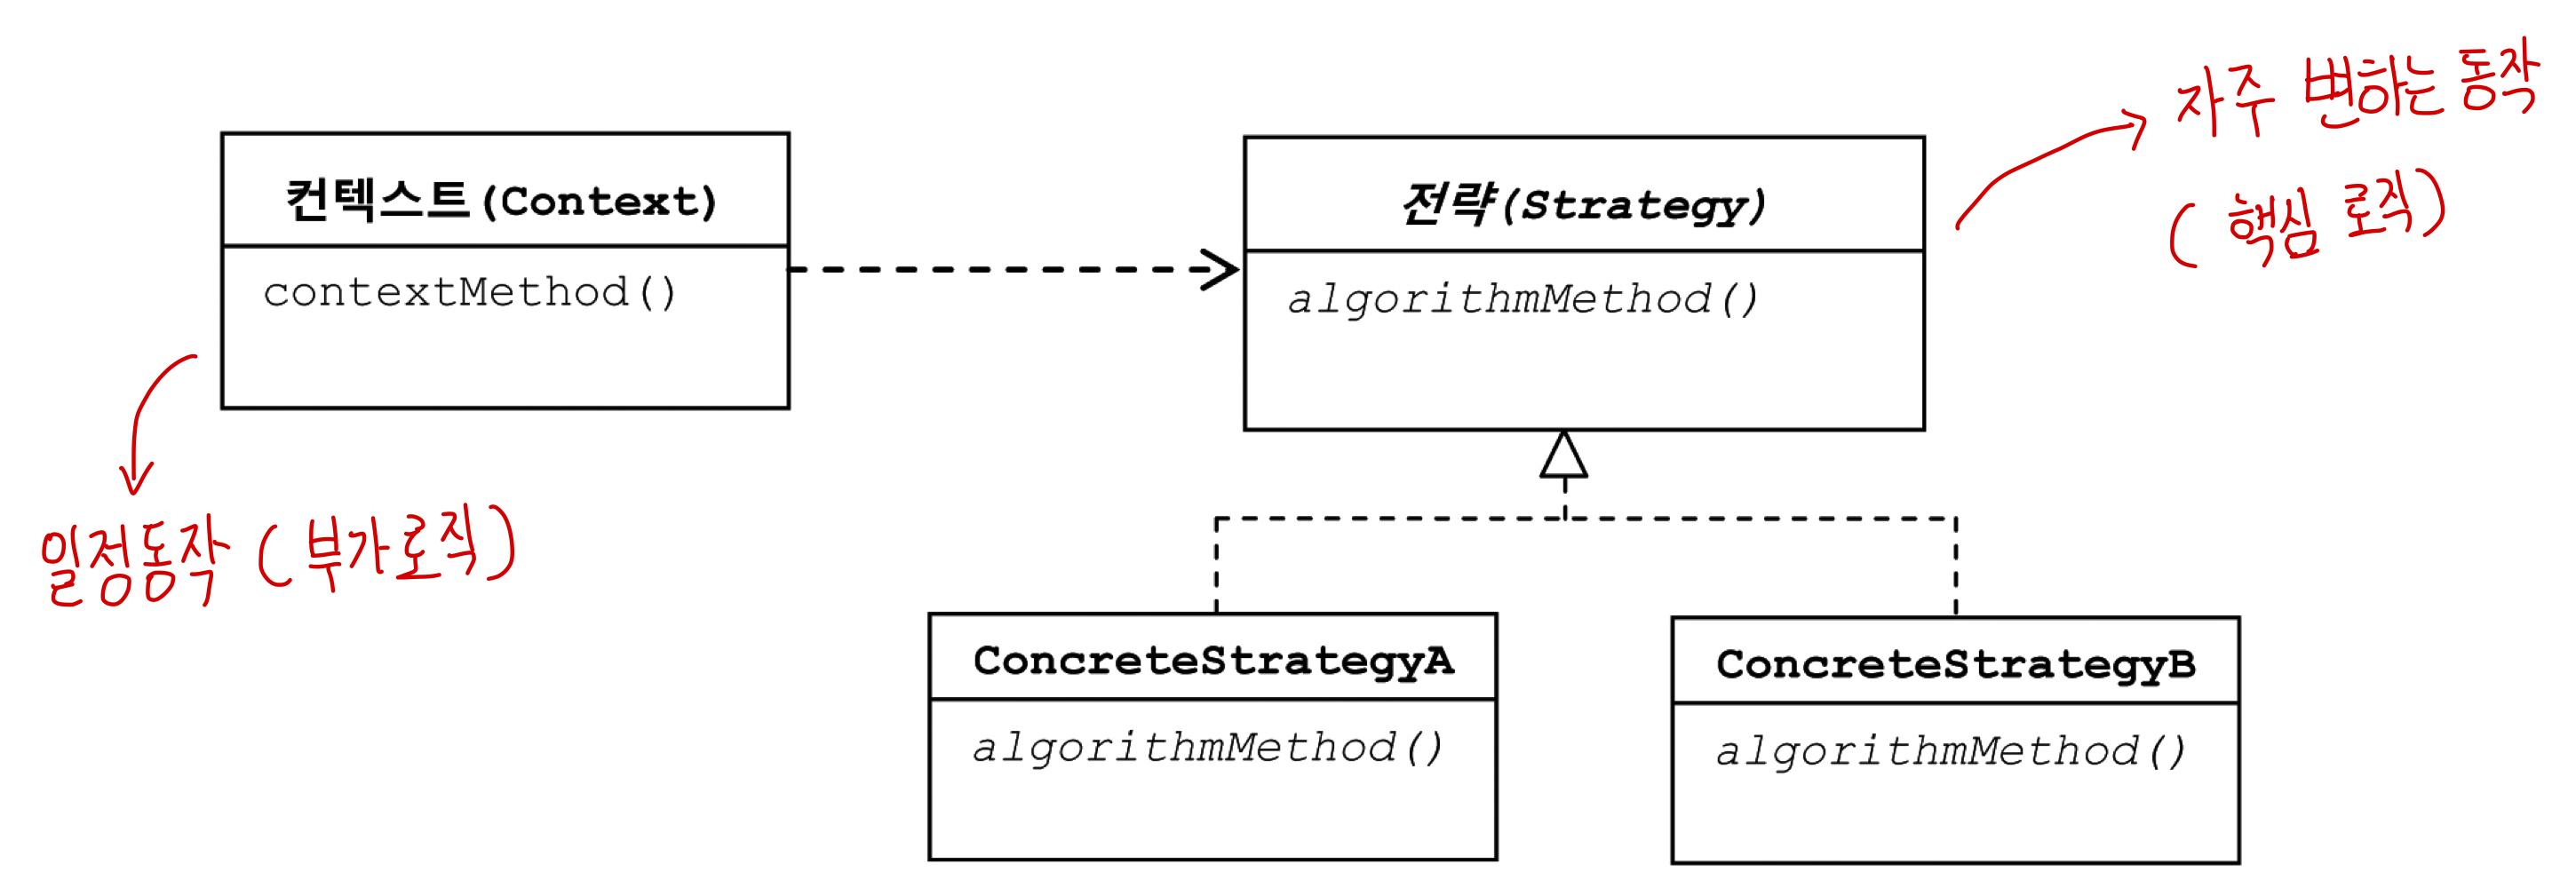 컨텍스트(Context)
contextMethod()
일정동작 (부가로직)
전략(Strategy)
algorithmMethod()
자주 변하는 동작
(핵심 로직)
ConcreteStrategyA
algorithmMethod()
ConcreteStrategyB
algorithmMethod()